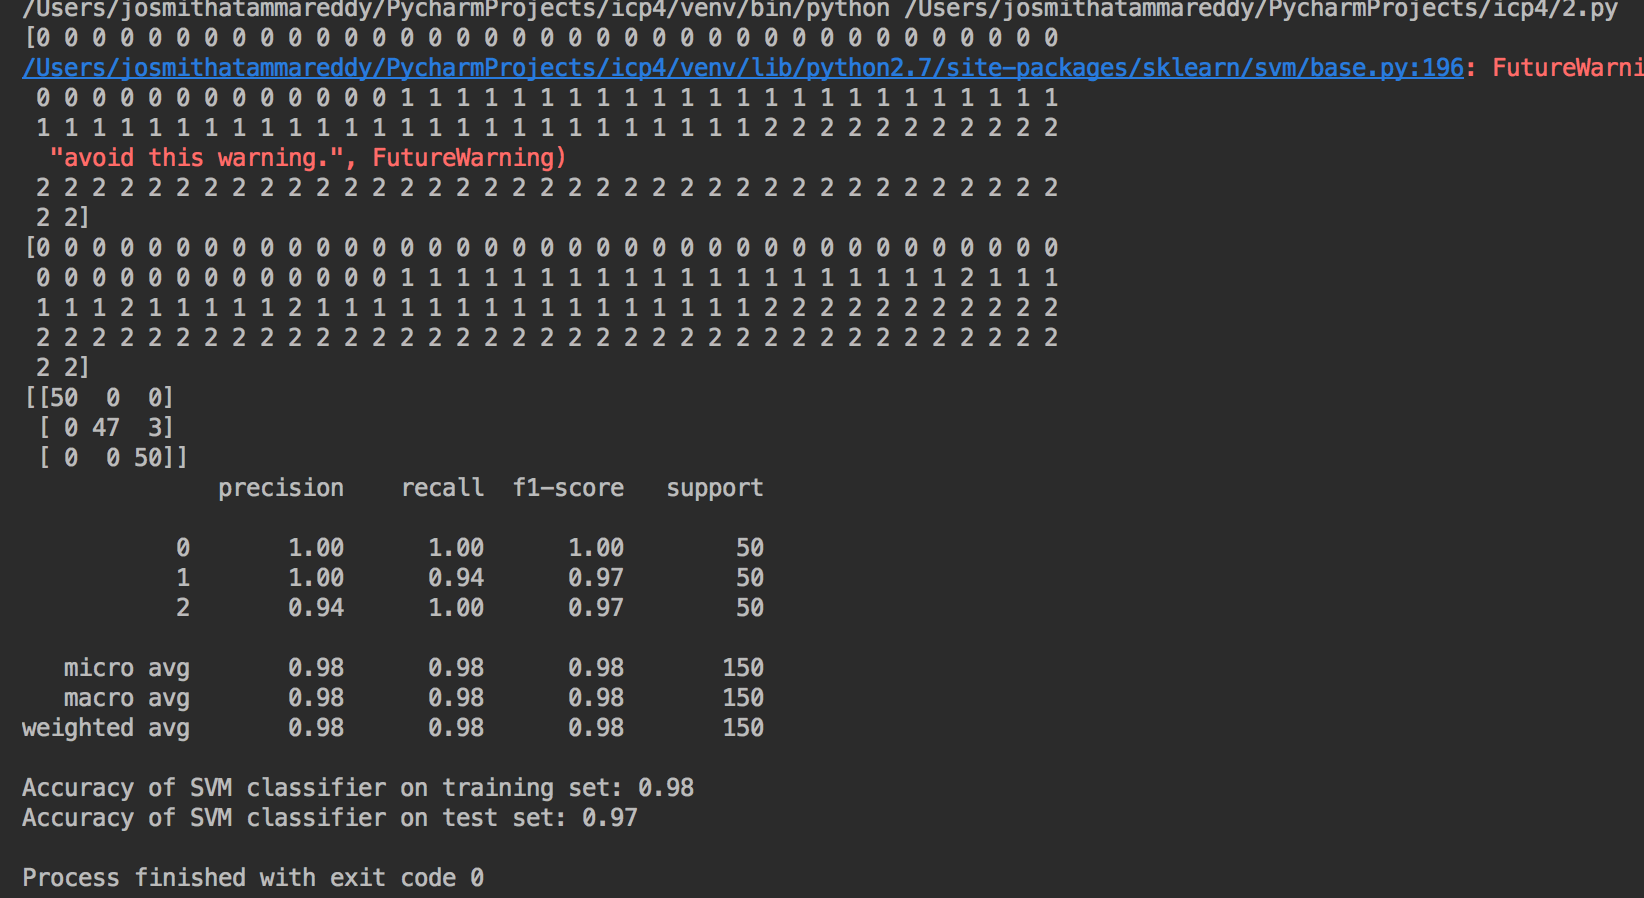 /Users/josmithatammareddy/PycharmProjects/icp4/venv/bin/python /Users/josmithatammareddy/PycharmProjects/icp4/2.py
[0 0 0 0 0 0 0 0 0 0 0 0 0 0 0 0 0 0 0 0 0 0 0 0 0 0 0 0 0 0 0 0 0 0 0 0 0
/Users/josmithatammareddy/PycharmProjects/icp4/venv/lib/python2.7/site-packages/sklearn/svm/base.py:196: FutureWarni
0 0 0 0 0 0 0 0 0 0 0 0 0 1 1 1 1 1 1 1 1 1 1 1 1 1 1 1 1 1 1 1 1 1 1 1 1
1 1 1 1 1 1 1 1 1 1 1 1 1 1 1 1 1 1 1 1 1 1 1 1 1 1 2 2 2 2 2 2 2 2 2 2 2
"avoid this warning.", FutureWarning)
2 2 2 2 2 2 2 2 2 2 2 2 2 2 2 2 2 2 2 2 2 2 2 2 2 2 2 2 2 2 2 2 2 2 2 2 2
2 2]
[0 0 0 0 0 0 0 0 0 0 0 0 0 0 0 0 0 0 0 0 0 0 0 0 0 0 0 0 0 0 0 0 0 0 0 0 0
0 0 0 0 0 0 0 0 0 0 0 0 0 1 1 1 1 1 1 1 1 1 1 1 1 1 1 1 1 1 1 1 1 2 1 1 1
1 1 1 2 1 1 1 1 1 2 1 1 1 1 1 1 1 1 1 1 1 1 1 1 1 1 2 2 2 2 2 2 2 2 2 2 2
2 2 2 2 2 2 2 2 2 2 2 2 2 2 2 2 2 2 2 2 2 2 2 2 2 2 2 2 2 2 2 2 2 2 2 2 2
2 2]
[[50 0 0]
[ 0 47 3]
[ 0 0 50]]
precision recall f1-score support
0 1.00 1.00 1.00 50
1 1.00 0.94 0.97 50
2 0.94 1.00 0.97 50
micro avg 0.98 0.98 0.98 150
macro avg 0.98 0.98 0.98 150
weighted avg 0.98 0.98 0.98 150
Accuracy of SVM classifier on training set: 0.98
Accuracy of SVM classifier on test set: 0.97
Process finished with exit code 0